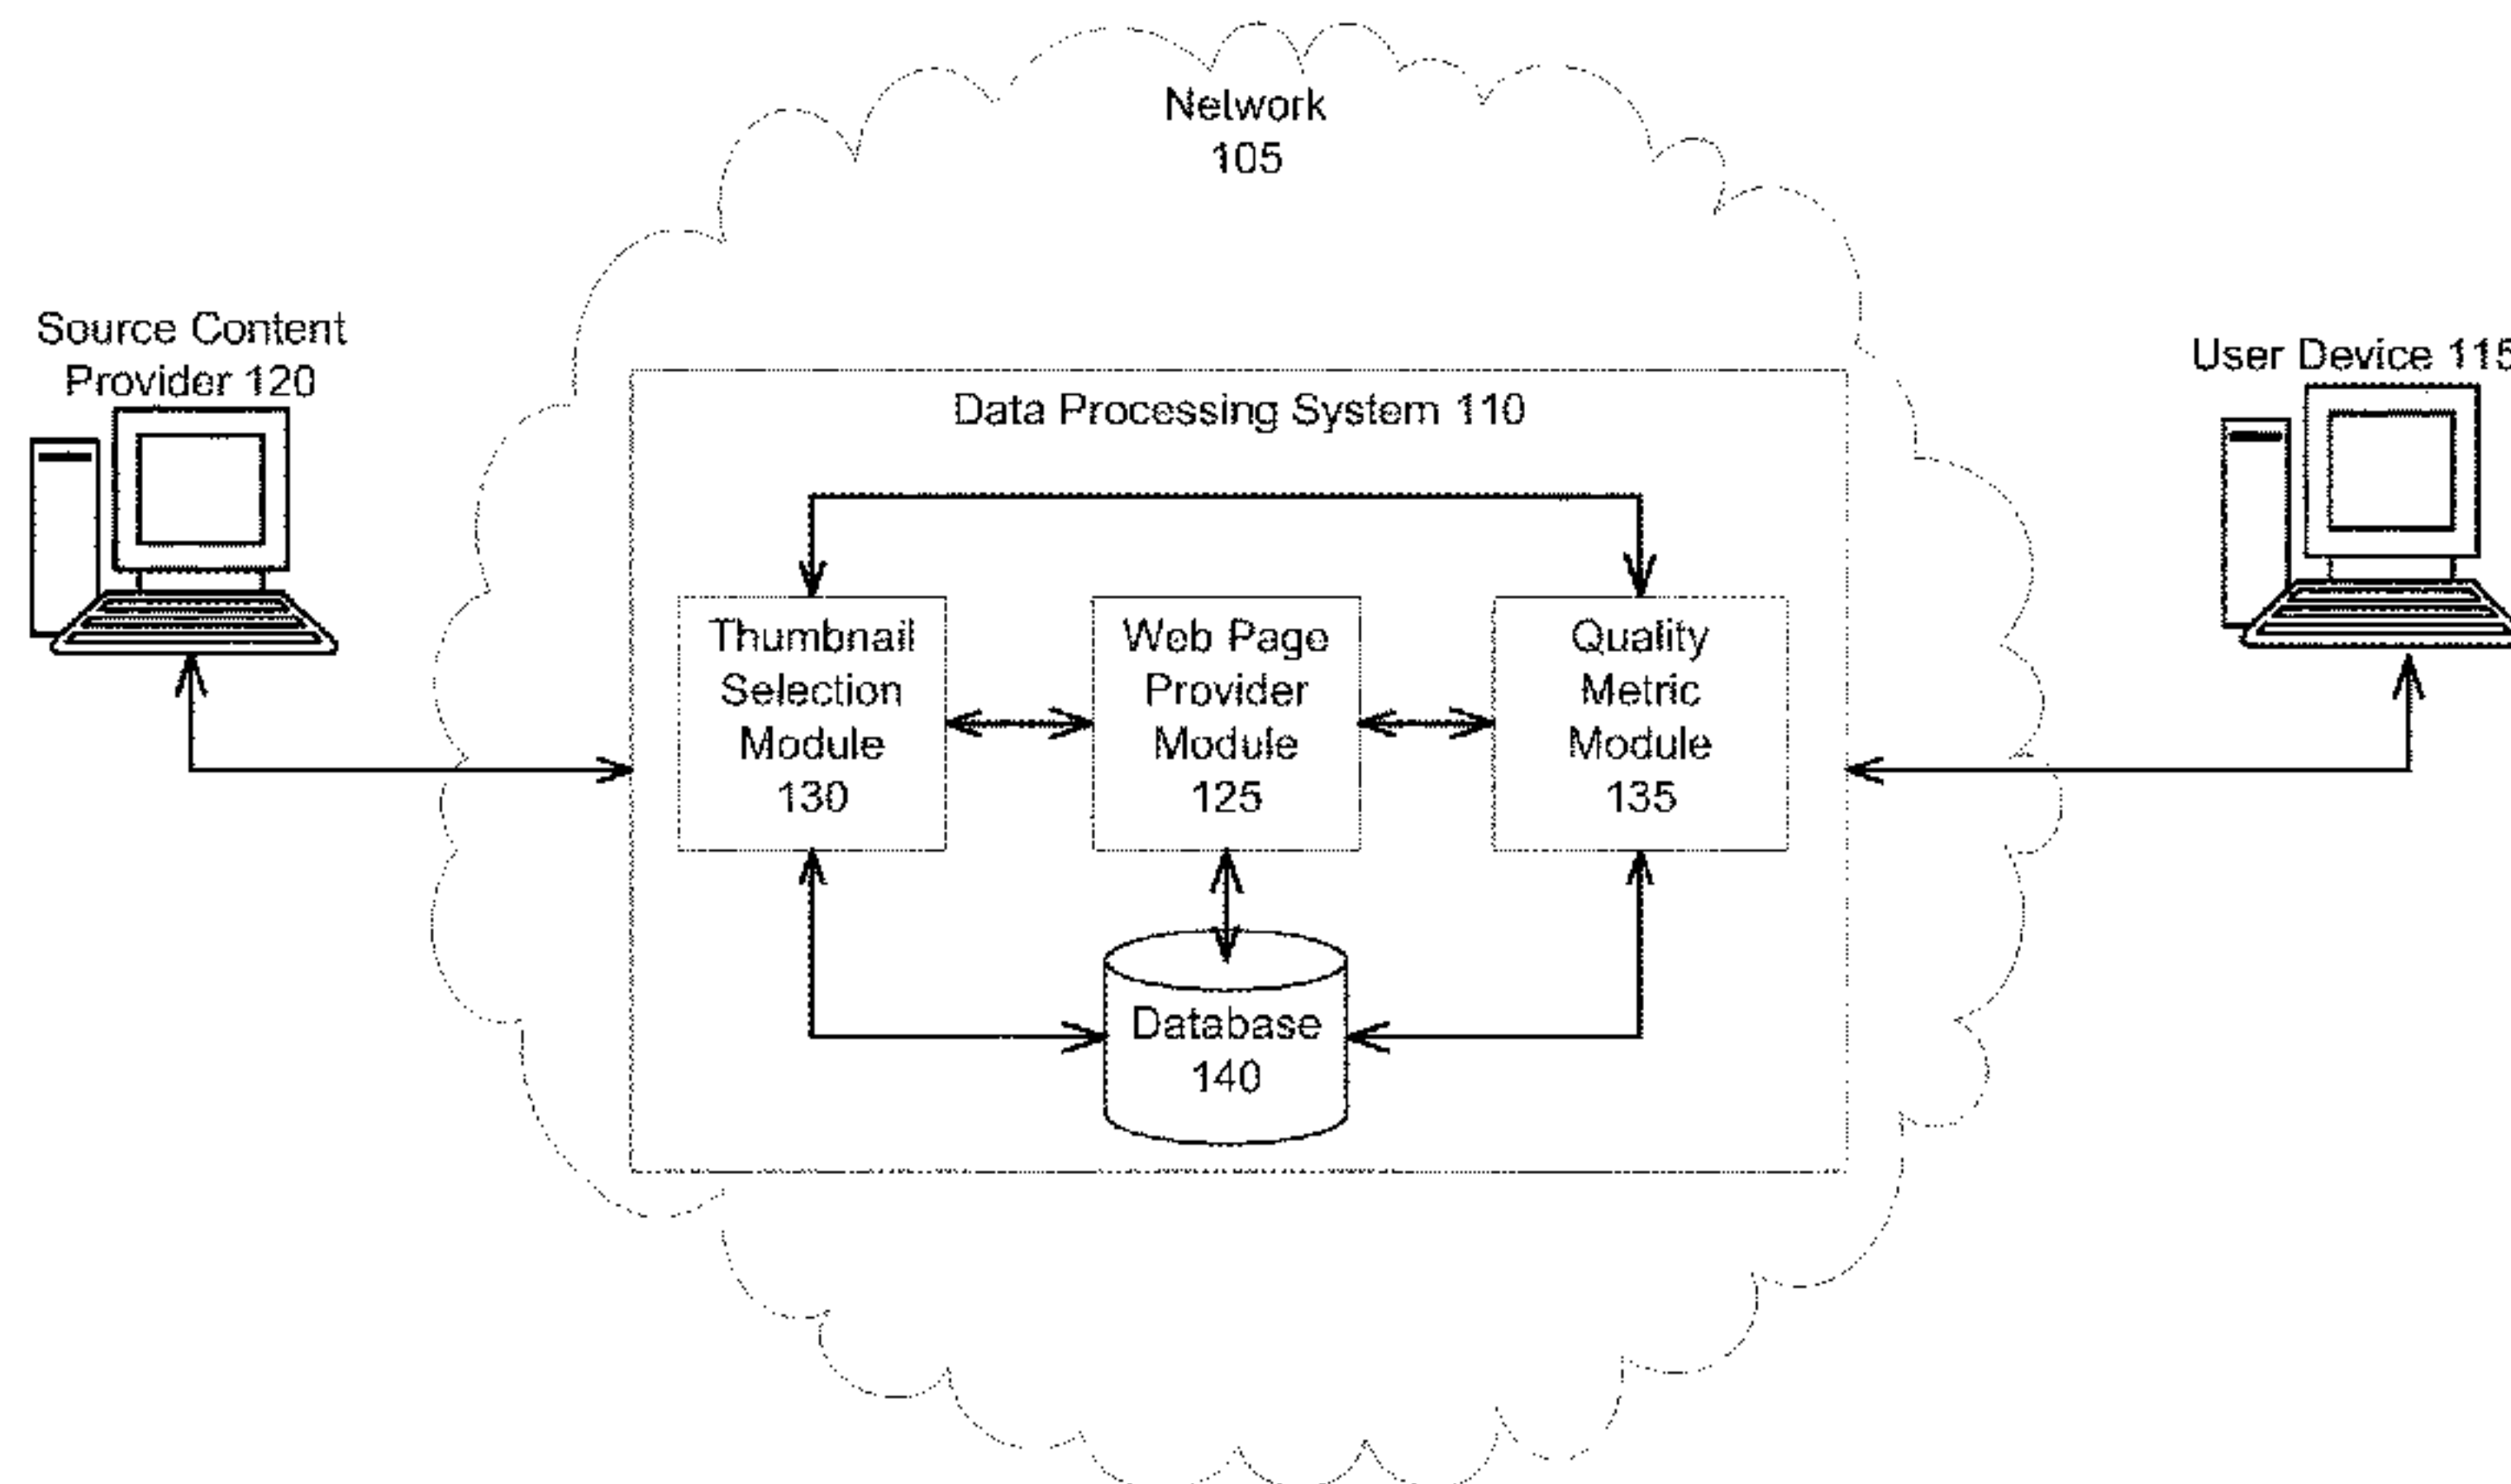 Network
105
Source Content
Provider 120
User Device 115
Data Processing System 110
Thumbnail
Selection
Module
130
Web Page
Provider
Module
125
Quality
Metric
Module
135
Database
140